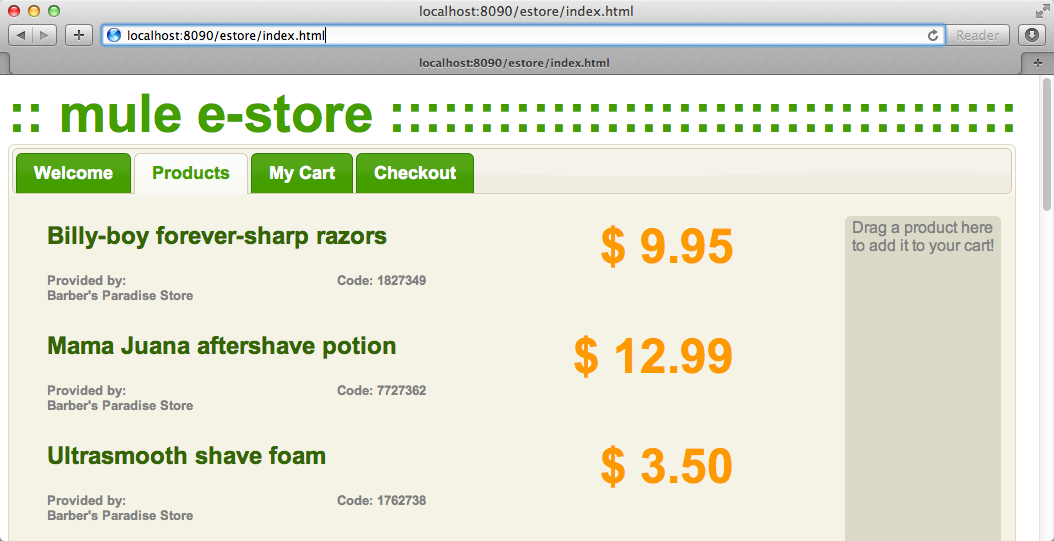 localhost:8090/estore/index.html
localhost:8090/estore/index.html
Reader
localhost:8090/estore/index.html
:: mule e-store ::::::::::::::::::::::::::::::::::
Welcome
Products
My Cart
Checkout
Billy-boy forever-sharp razors
$ 9.95
Drag a product here
to add it to your cart!
Provided by:
Barber's Paradise Store
Code: 1827349
Mama Juana aftershave potion
$ 12.99
Provided by:
Barber's Paradise Store
Code: 7727362
Ultrasmooth shave foam
$ 3.50
Provided by:
Barber's Paradise Store
Code: 1762738